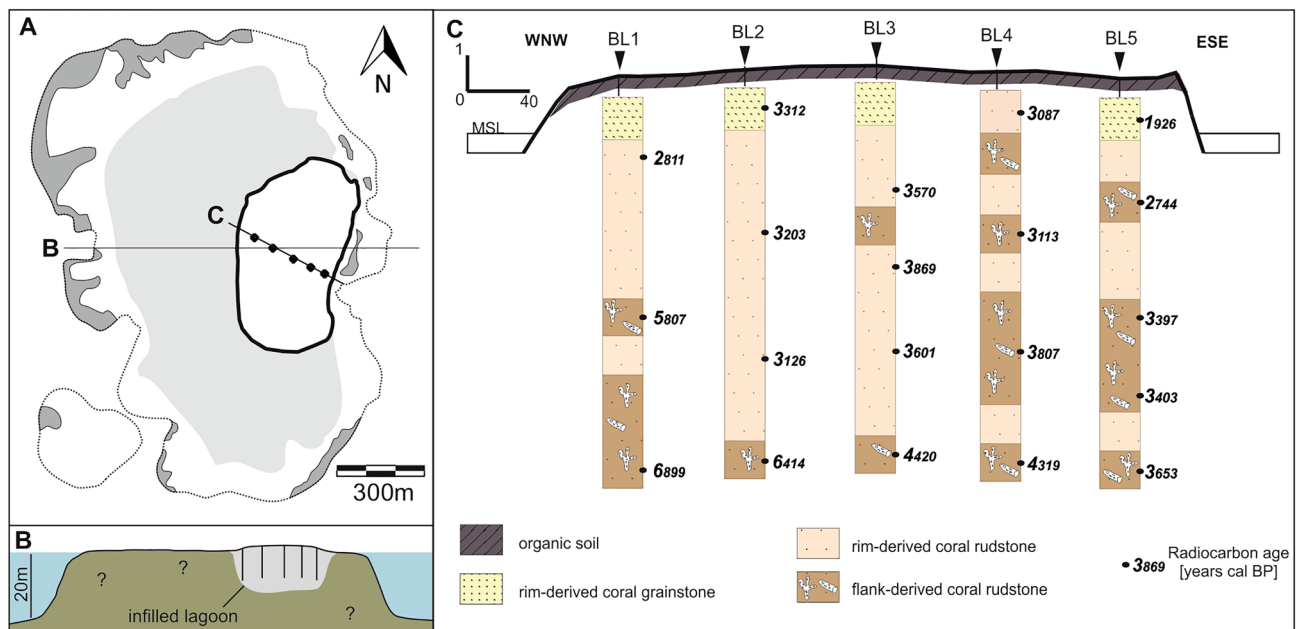 A
N
C
B
300m
B
20m
?
?
?
infilled lagoon
C
WNW
BL1
BL2
BL3
BL4
BL5
ESE
1
0
40
MSL
2811
5807
6899
3312
3203
3126
6414
3570
3869
3601
4420
3087
3113
3807
4319
1926
2744
3397
3403
3653
organic soil
rim-derived coral grainstone
rim-derived coral rudstone
flank-derived coral rudstone
3869
Radiocarbon age
[years cal BP]